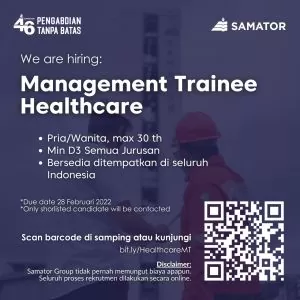 46 PENGABDIAN
TANPA BATAS
SAMATOR
We are hiring:
Management Trainee
Healthcare
• Pria/Wanita, max 30 th
• Min D3 Semua Jurusan
• Bersedia ditempatkan di seluruh
Indonesia
*Due date 28 Februari 2022
*Only shorlisted candidate will be contacted
Scan barcode di samping atau kunjungi
bit.ly/HealthcareMT
Disclaimer:
Samator Group tidak pernah memungut biaya apapun.
Seluruh proses rekrutmen dilakukan secara online.